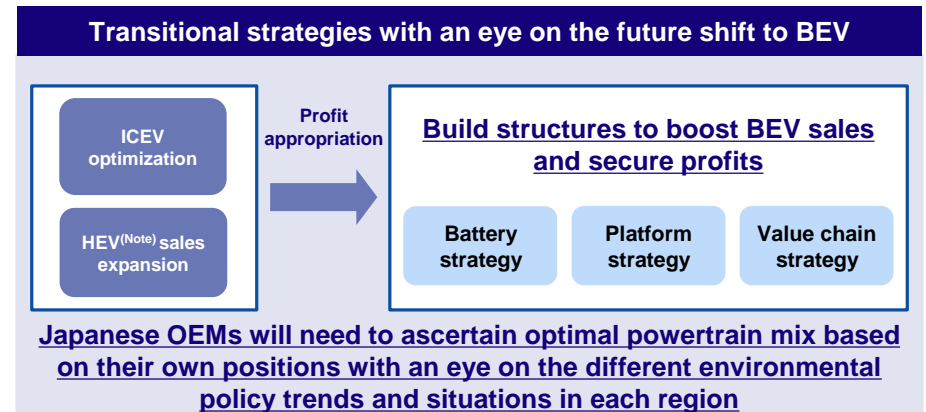 Transitional strategies with an eye on the future shift to BEV
ICEV
optimization
HEV(Note) sales
expansion
Profit
appropriation
Build structures to boost BEV sales
and secure profits
Battery
strategy
Platform
strategy
Value chain
strategy
Japanese OEMs will need to ascertain optimal powertrain mix based
on their own positions with an eye on the different environmental
policy trends and situations in each region